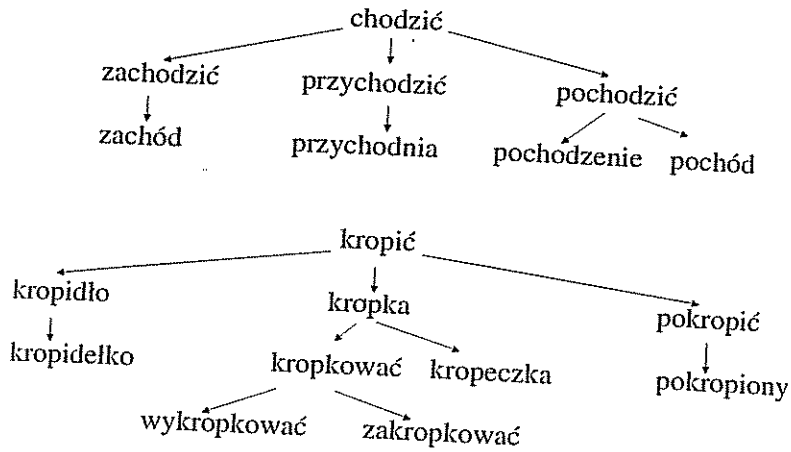 chodzić
zachodzić przychodzić pochodzić
zachód przychodnia pochodzenie pochód
kropić
kropidło kropka pokropić
kropidełko kropkować kropeczka pokropiony
wykropkować zakropkować